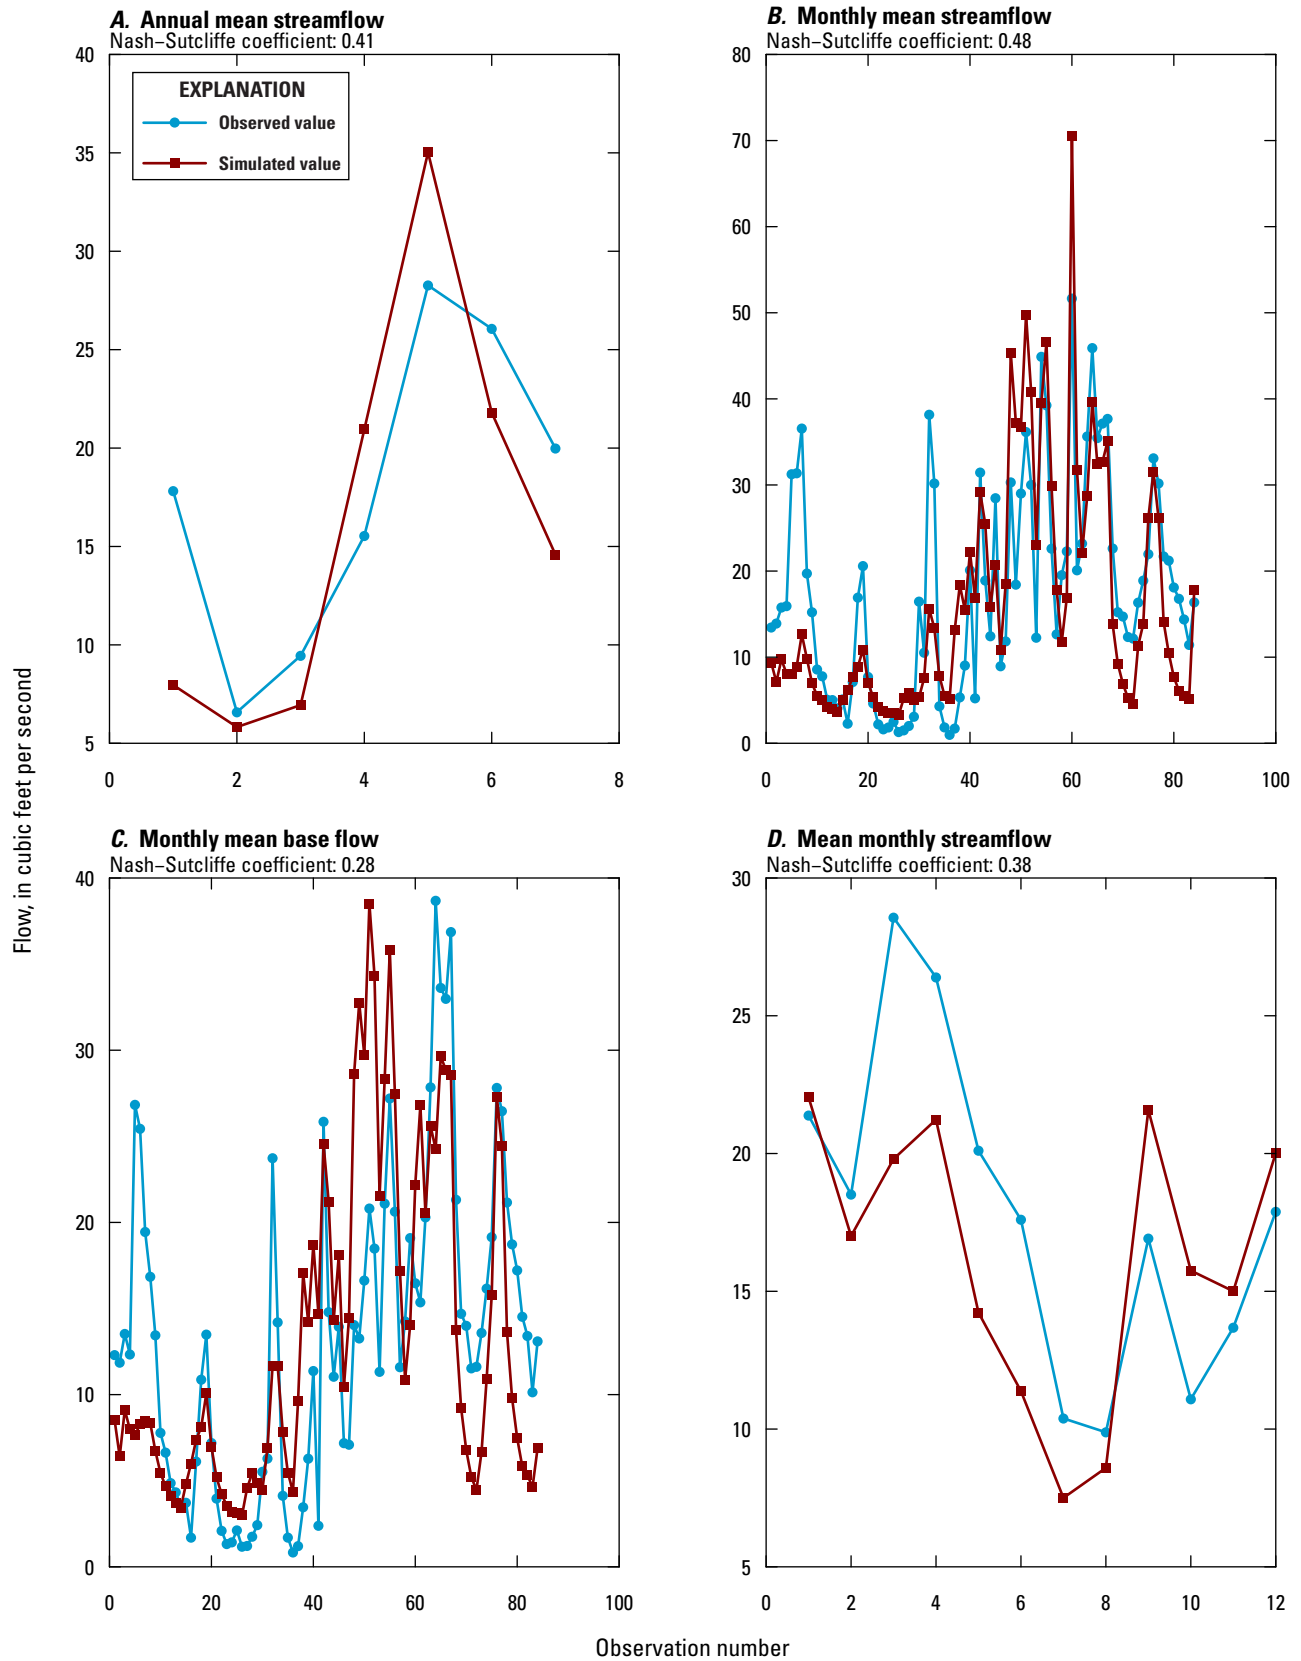 A. Annual mean streamflow
Nash–Sutcliffe coefficient: 0.41
40
35
30
25
20
15
10
5
0 2 4 6 8
EXPLANATION
Observed value
Simulated value
B. Monthly mean streamflow
Nash–Sutcliffe coefficient: 0.48
80
70
60
50
40
30
20
10
0
0 20 40 60 80 100
C. Monthly mean base flow
Nash–Sutcliffe coefficient: 0.28
40
30
20
10
0
0 20 40 60 80 100
D. Mean monthly streamflow
Nash–Sutcliffe coefficient: 0.38
30
25
20
15
10
5
0 2 4 6 8 10 12
Flow, in cubic feet per second
Observation number